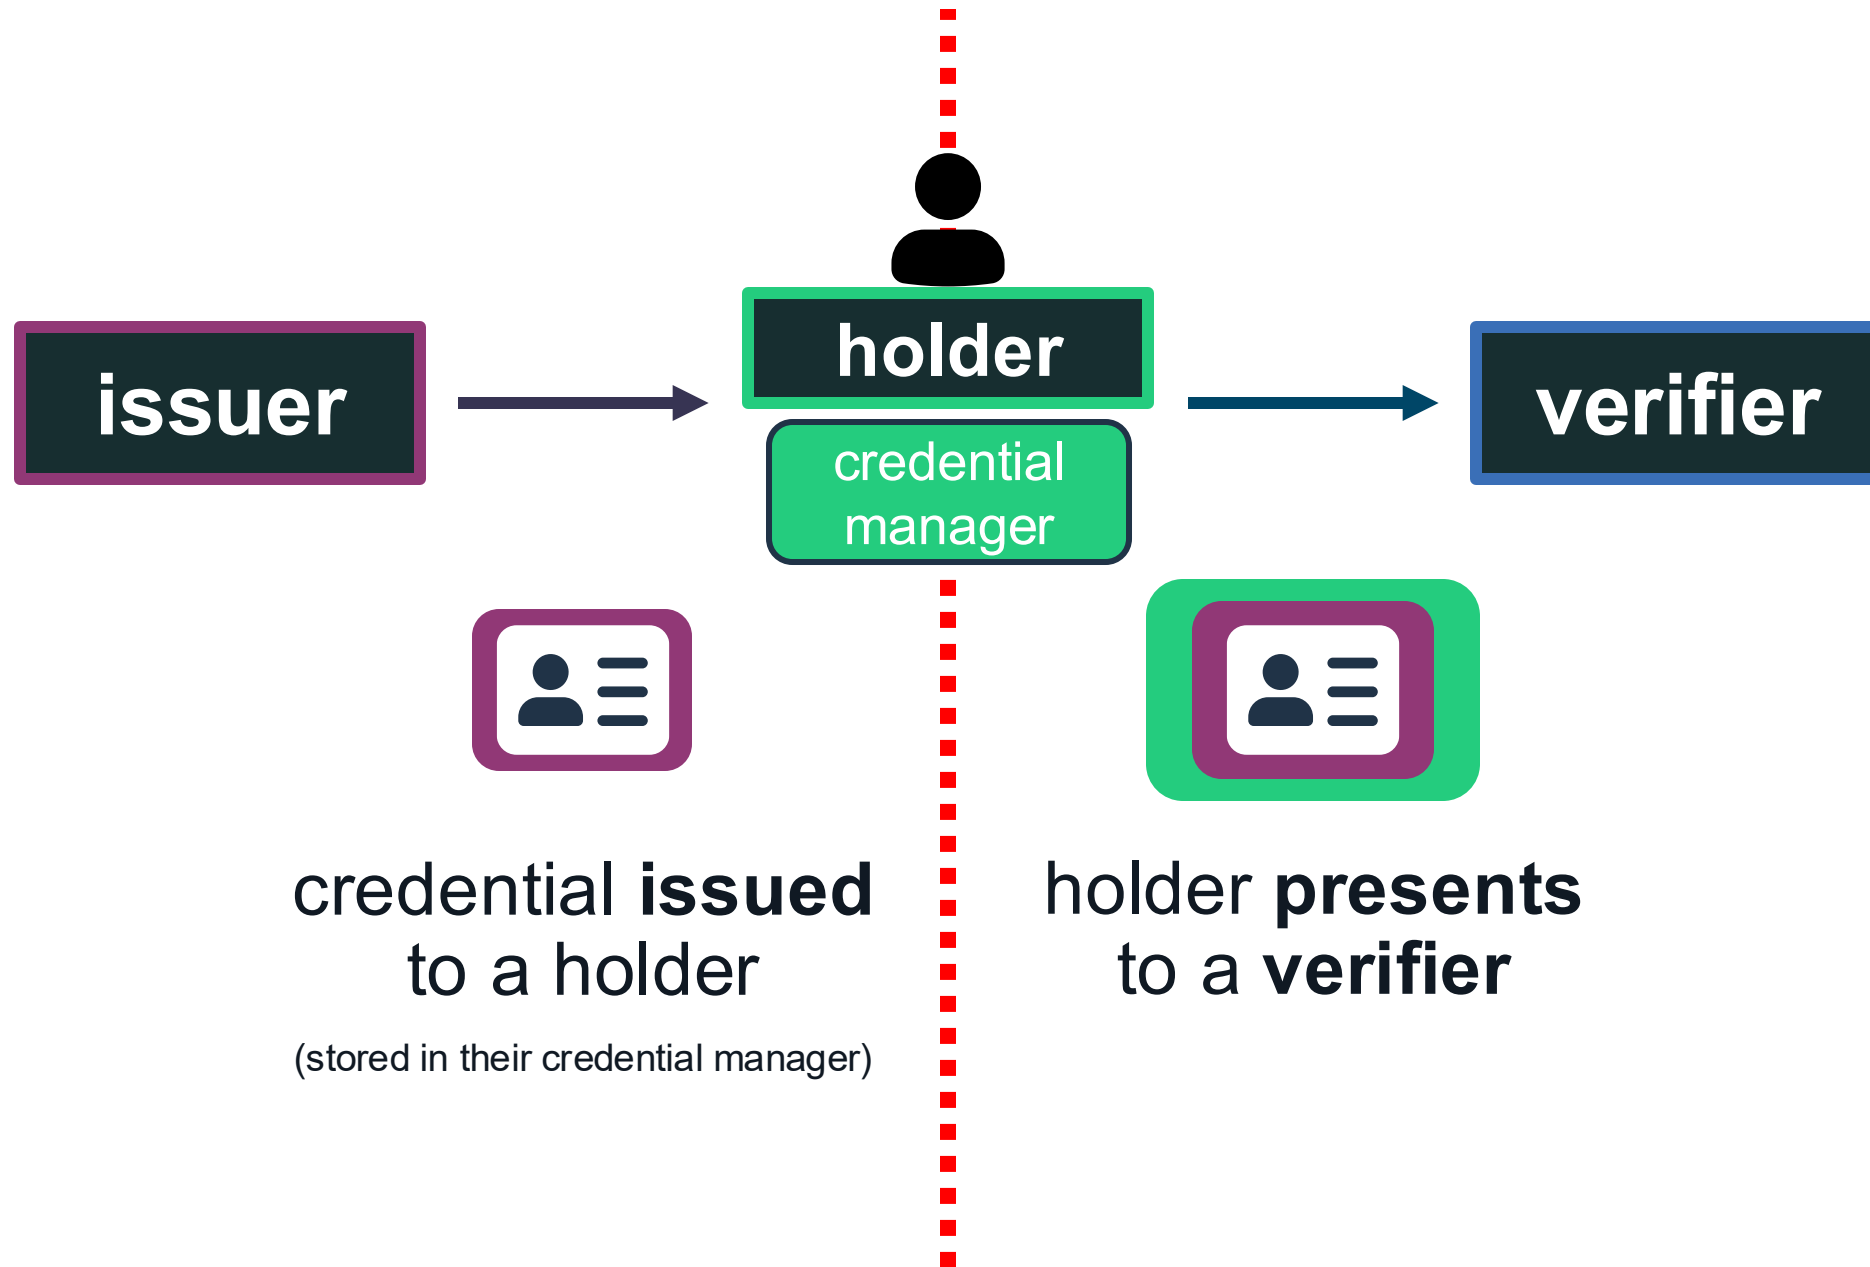 issuer
holder
credential
manager
verifier
credential issued
to a holder
(stored in their credential manager)
holder presents
to a verifier